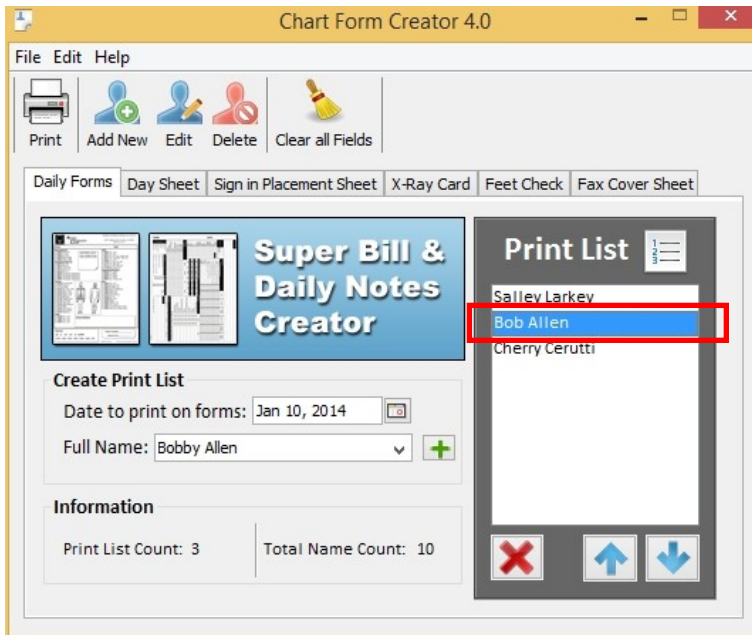 Chart Form Creator 4.0
File Edit Help
Print Add New Edit Delete Clear all Fields
Daily Forms Day Sheet Sign in Placement Sheet X-Ray Card Feet Check Fax Cover Sheet
Super Bill &
Daily Notes
Creator
Print List
Salley Larkey
Bob Allen
Cherry Cerutti
Create Print List
Date to print on forms: Jan 10, 2014
Full Name: Bobby Allen
Information
Print List Count: 3 Total Name Count: 10